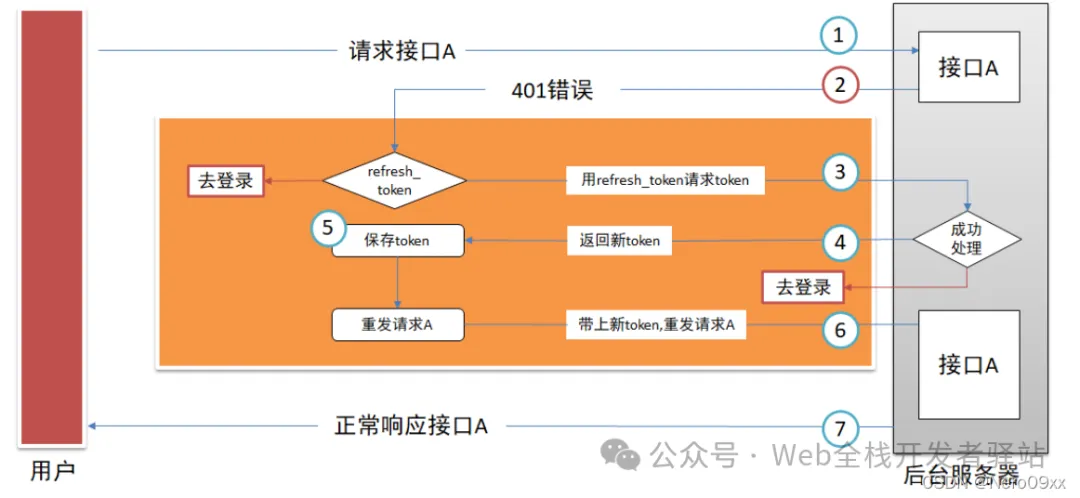 请求接口A
1
接口A
401错误
2
refresh_
token
去登录
用refresh_token请求token
3
5
保存token
返回新token
4
成功
处理
去登录
重发请求A
带上新token,重发请求A
6
接口A
正常响应接口A
7
用户
后台服务器
公众号 · Web全栈开发者驿站
CSDN @Nero09xx